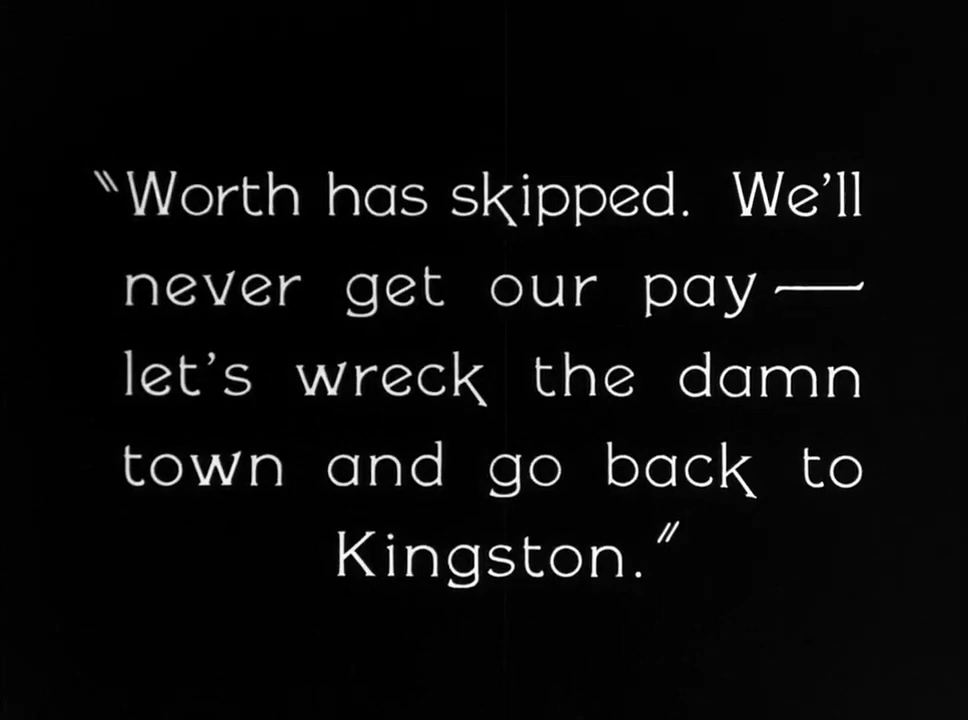 "Worth has skipped. We'll
never get our pay —
let's wreck the damn
town and go back to
Kingston."